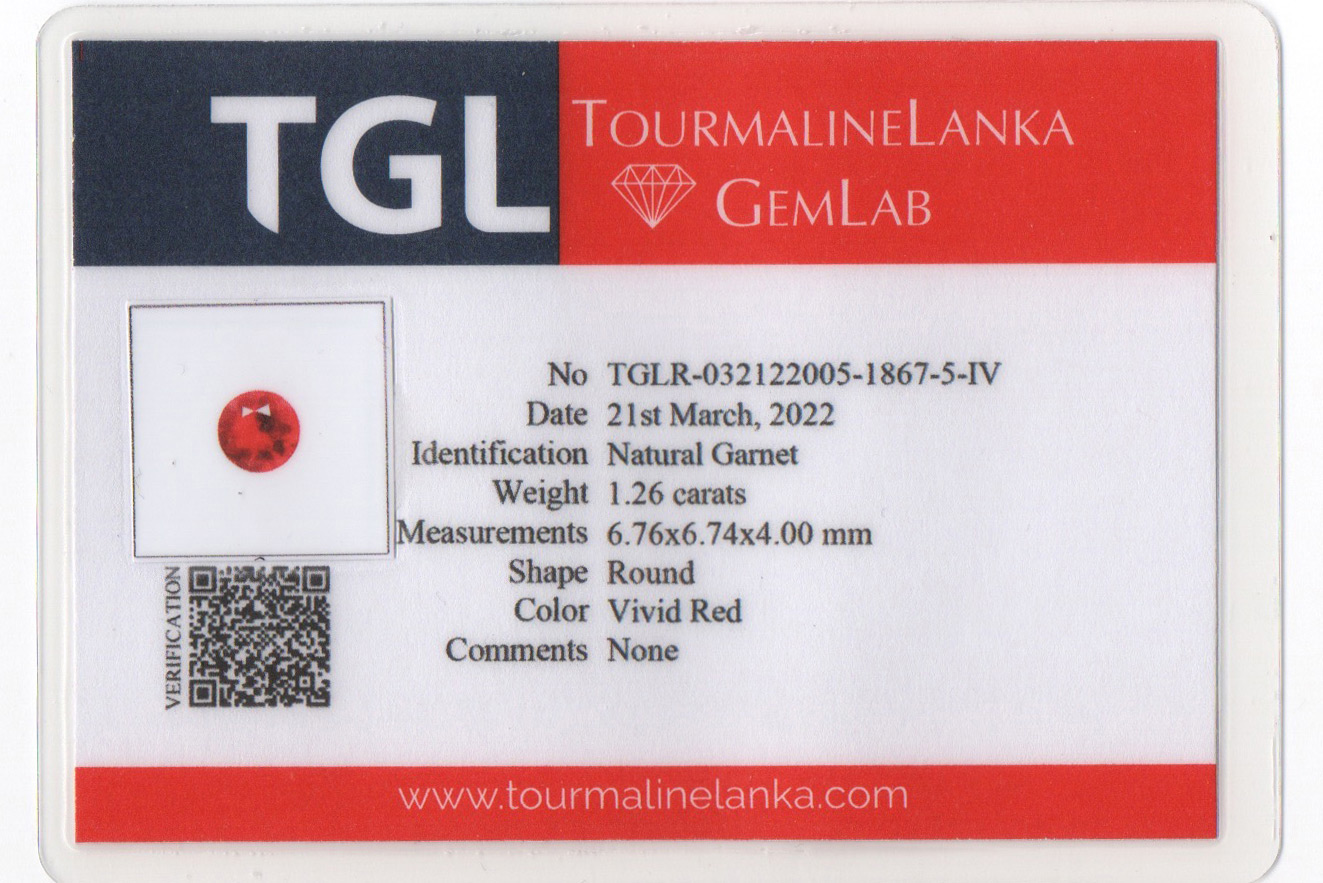 TGL
TOURMALINELANKA
GEMLAB
No TGLR-032122005-1867-5-IV
Date 21st March, 2022
Identification Natural Garnet
Weight 1.26 carats
Measurements 6.76x6.74x4.00 mm
Shape Round
Color Vivid Red
Comments None
VERIFICATION
www.tourmalinelanka.com